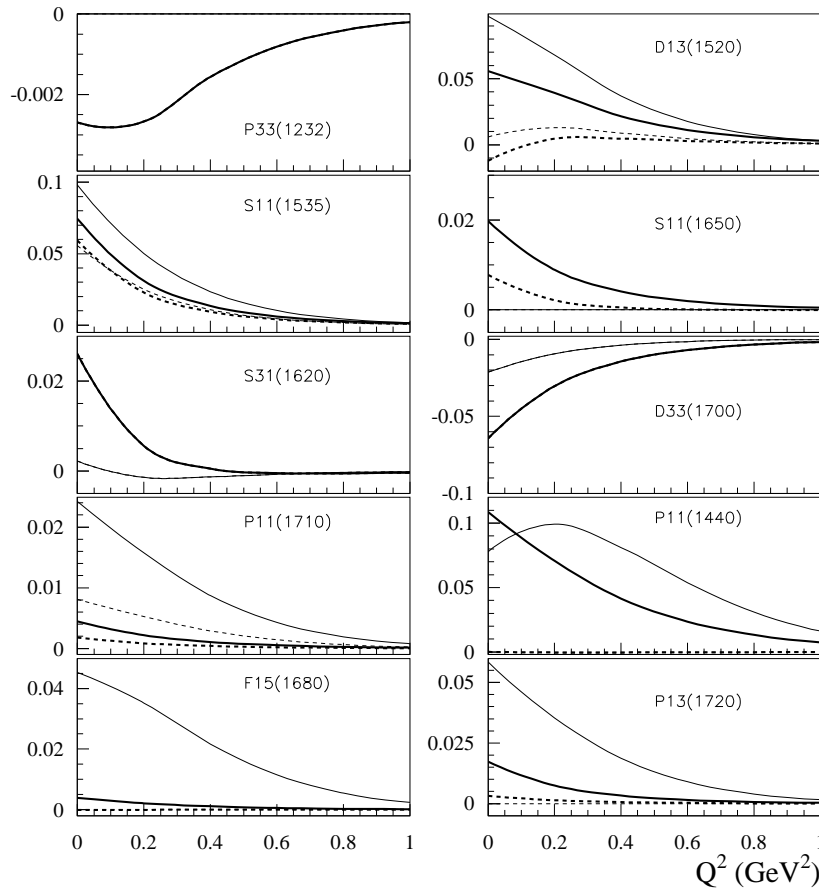 0
-0.002
P33(1232)
0.05
0
D13(1520)
0.1
0.05
0
S11(1535)
0.02
0
S11(1650)
0.02
0
S31(1620)
0
-0.05
-0.1
D33(1700)
0.02
0.01
0
P11(1710)
0.1
0.05
0
P11(1440)
0.04
0.02
0
F15(1680)
0.05
0.025
0
P13(1720)
0 0.2 0.4 0.6 0.8 1
0 0.2 0.4 0.6 0.8 1
Q² (GeV²)